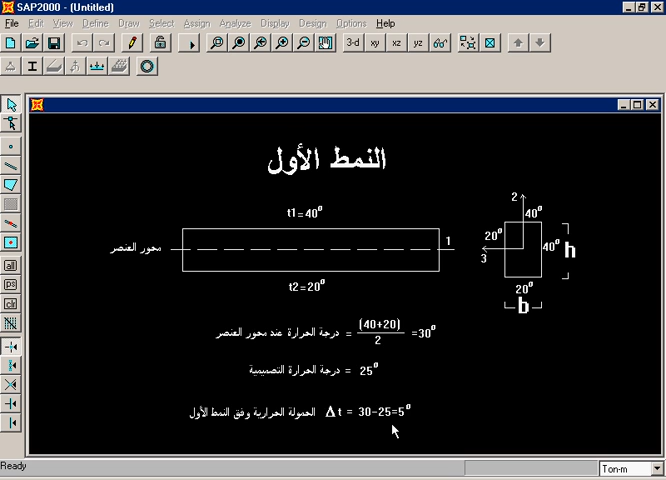 SAP2000 - (Untitled)
File Edit View Define Draw Select Assign Analyze Display Design Options Help
3-d xy xz yz
all
ps
clr
النمط الأول
t1=40°
محور العنصر
1
t2=20°
2
40°
20°
40°
3
20°
h
b
درجة الحرارة عند محور العنصر = (40+20)/2 =30°
درجة الحرارة التصميمية = 25°
الحمولة الحرارية وفق النمط الأول Δt = 30-25=5°
Ready
Ton-m